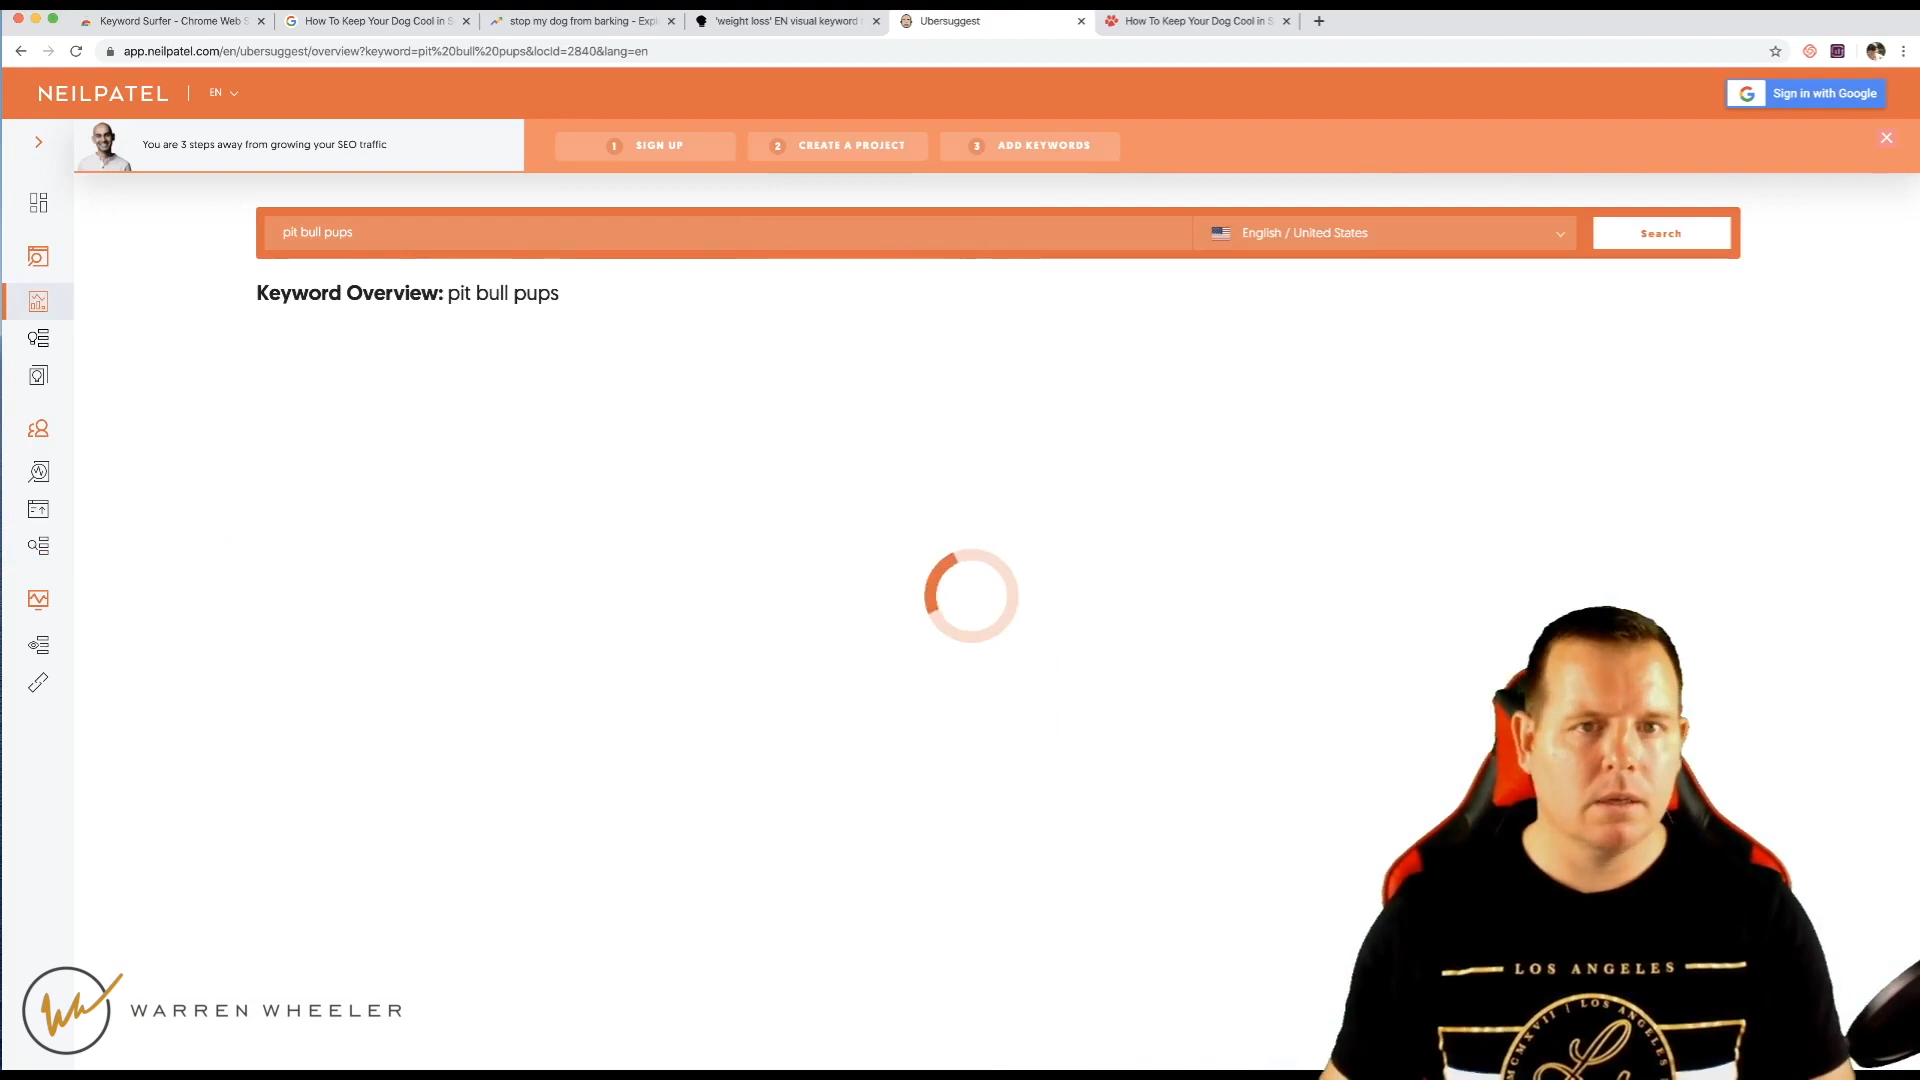 Keyword Surfer - Chrome Web S
How To Keep Your Dog Cool in S
stop my dog from barking - Expl
'weight loss' EN visual keyword
Ubersuggest
How To Keep Your Dog Cool in S
app.neilpatel.com/en/ubersuggest/overview?keyword=pit%20bull%20pups&locId=2840&lang=en
NEILPATEL
EN
Sign in with Google
You are 3 steps away from growing your SEO traffic
1 SIGN UP
2 CREATE A PROJECT
3 ADD KEYWORDS
pit bull pups
English / United States
Search
Keyword Overview: pit bull pups
WARREN WHEELER
LOS ANGELES
LOS ANGELES